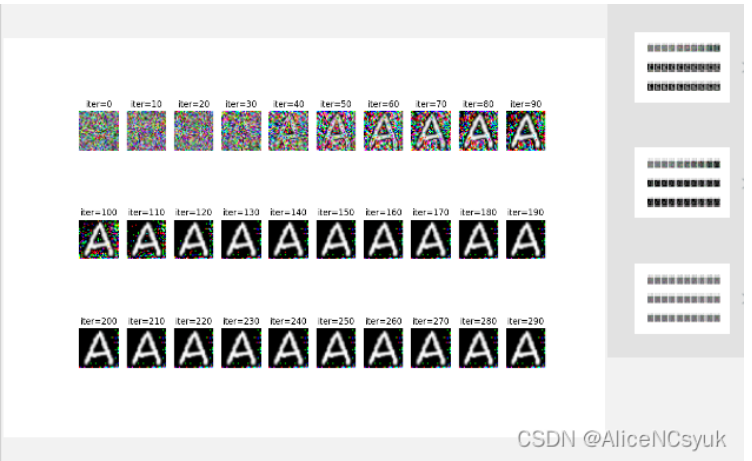 iter=0 iter=10 iter=20 iter=30 iter=40 iter=50 iter=60 iter=70 iter=80 iter=90
A A A A A A
iter=100 iter=110 iter=120 iter=130 iter=140 iter=150 iter=160 iter=170 iter=180 iter=190
A A A A A A A A A A
iter=200 iter=210 iter=220 iter=230 iter=240 iter=250 iter=260 iter=270 iter=280 iter=290
A A A A A A A A A A
CSDN @AliceNCsyuk